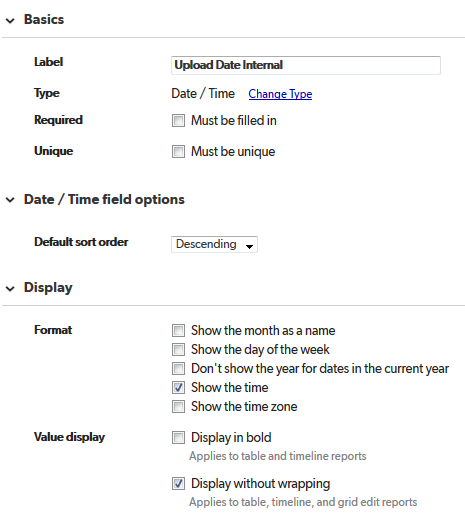 Basics
Label Upload Date Internal
Type Date / Time Change Type
Required Must be filled in
Unique Must be unique
Date / Time field options
Default sort order Descending
Display
Format Show the month as a name
Show the day of the week
Don't show the year for dates in the current year
Show the time
Show the time zone
Value display Display in bold
Applies to table and timeline reports
Display without wrapping
Applies to table, timeline, and grid edit reports